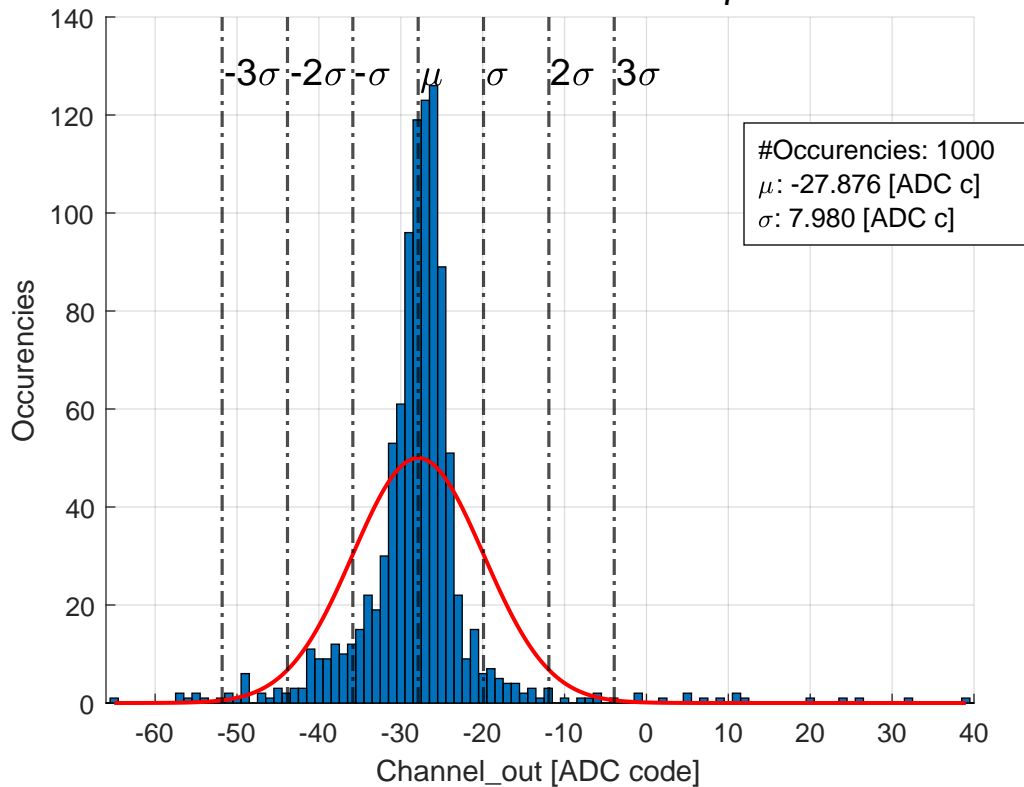 140
120
100
80
60
40
20
0
-3σ -2σ -σ μ σ 2σ 3σ
#Occurencies: 1000
μ: -27.876 [ADC c]
σ: 7.980 [ADC c]
Occurencies
-60 -50 -40 -30 -20 -10 0 10 20 30 40
Channel_out [ADC code]